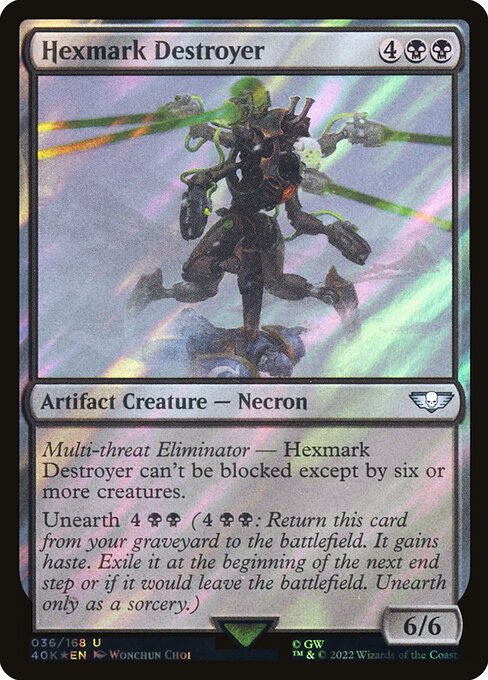 Hexmark Destroyer 4
Artifact Creature — Necron
Multi-threat Eliminator — Hexmark
Destroyer can't be blocked except by six or
more creatures.
Unearth 4 (4 : Return this card
from your graveyard to the battlefield. It gains
haste. Exile it at the beginning of the next end
step or if it would leave the battlefield. Unearth
only as a sorcery.)
6/6
036/168 U © GW
40K★EN Wonchun Choi ™ & © 2022 Wizards of the Coast